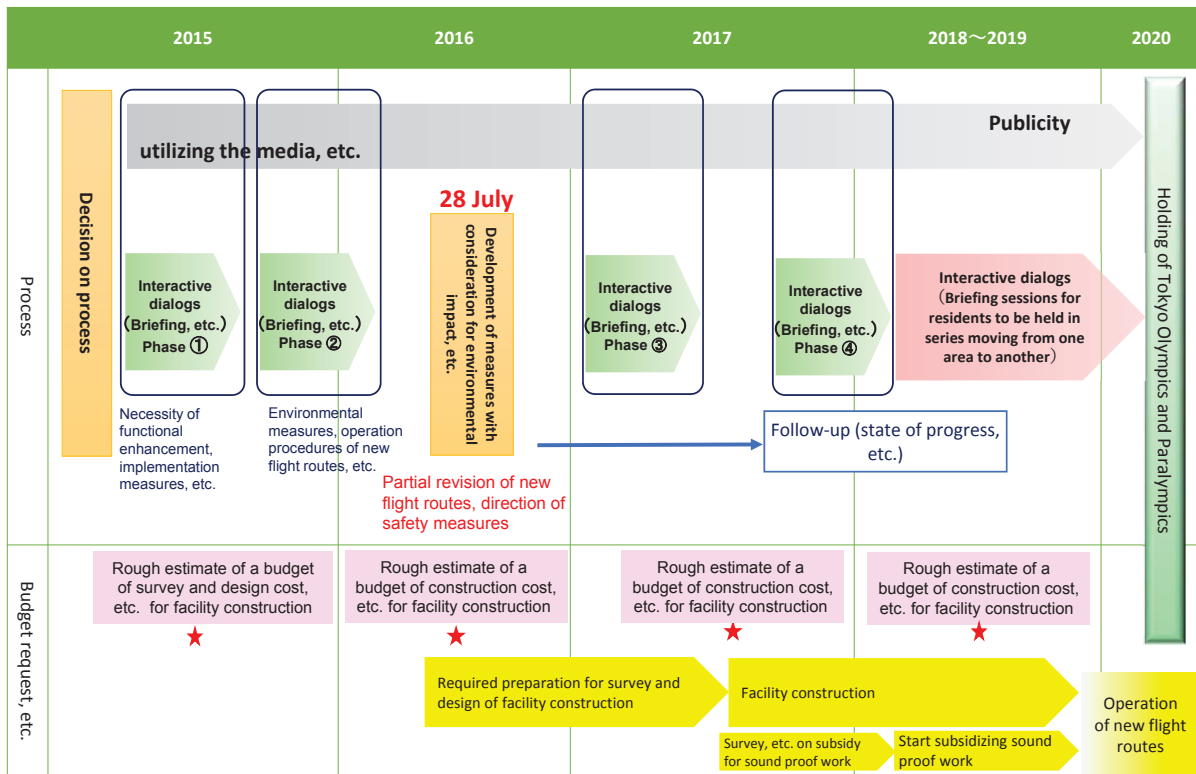 2015
2016
2017
2018～2019
2020
Process
Decision on process
Publicity
utilizing the media, etc.
Interactive
dialogs
(Briefing, etc.)
Phase ①
Necessity of
functional
enhancement,
implementation
measures, etc.
Interactive
dialogs
(Briefing, etc.)
Phase ②
Environmental
measures, operation
procedures of new
flight routes, etc.
28 July
Development of measures with
consideration for environmental
impact, etc.
Partial revision of new
flight routes, direction of
safety measures
Interactive
dialogs
(Briefing, etc.)
Phase ③
Interactive
dialogs
(Briefing, etc.)
Phase ④
Interactive dialogs
（Briefing sessions for
residents to be held in
series moving from one
area to another）
Follow-up (state of progress,
etc.)
Holding of Tokyo Olympics and Paralympics
Budget request, etc.
Rough estimate of a budget
of survey and design cost,
etc. for facility construction
Rough estimate of a
budget of construction cost,
etc. for facility construction
Rough estimate of a
budget of construction cost,
etc. for facility construction
Rough estimate of a
budget of construction cost,
etc. for facility construction
Required preparation for survey and
design of facility construction
Facility construction
Survey, etc. on subsidy
for sound proof work
Start subsidizing sound
proof work
Operation
of new flight
routes